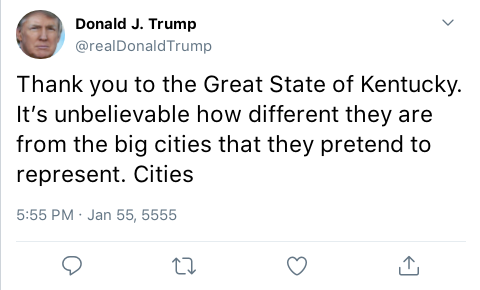 Donald J. Trump
@realDonaldTrump
Thank you to the Great State of Kentucky.
It’s unbelievable how different they are
from the big cities that they pretend to
represent. Cities
5:55 PM · Jan 55, 5555